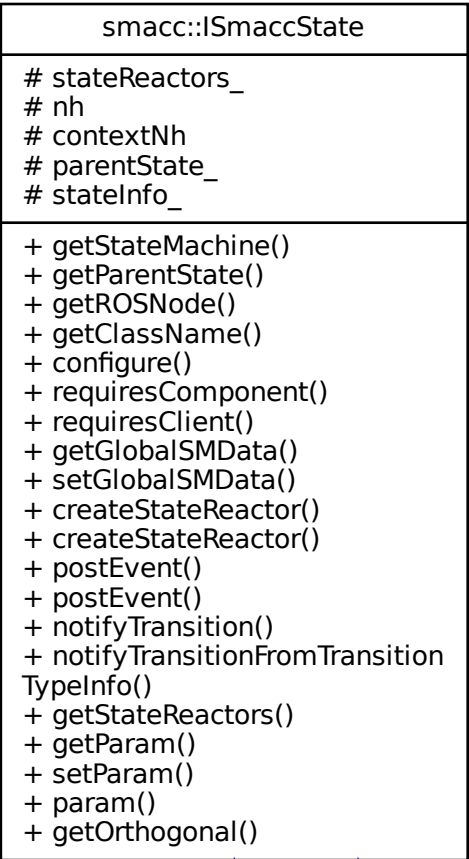 smacc::ISmaccState
# stateReactors_
# nh
# contextNh
# parentState_
# stateInfo_
+ getStateMachine()
+ getParentState()
+ getROSNode()
+ getClassName()
+ configure()
+ requiresComponent()
+ requiresClient()
+ getGlobalSMData()
+ setGlobalSMData()
+ createStateReactor()
+ createStateReactor()
+ postEvent()
+ postEvent()
+ notifyTransition()
+ notifyTransitionFromTransition
TypeInfo()
+ getStateReactors()
+ getParam()
+ setParam()
+ param()
+ getOrthogonal()